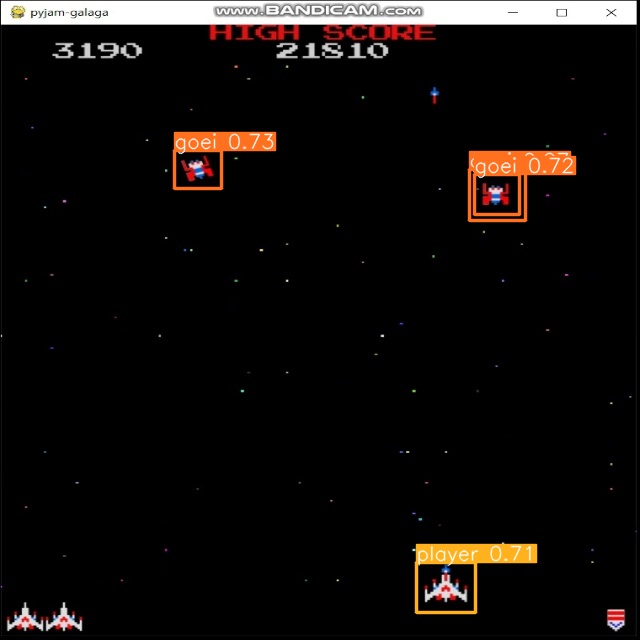 pyjam-galaga
www.BANDICAM.com
HIGH SCORE
3190 21810
goei 0.73
goei 0.72
player 0.71